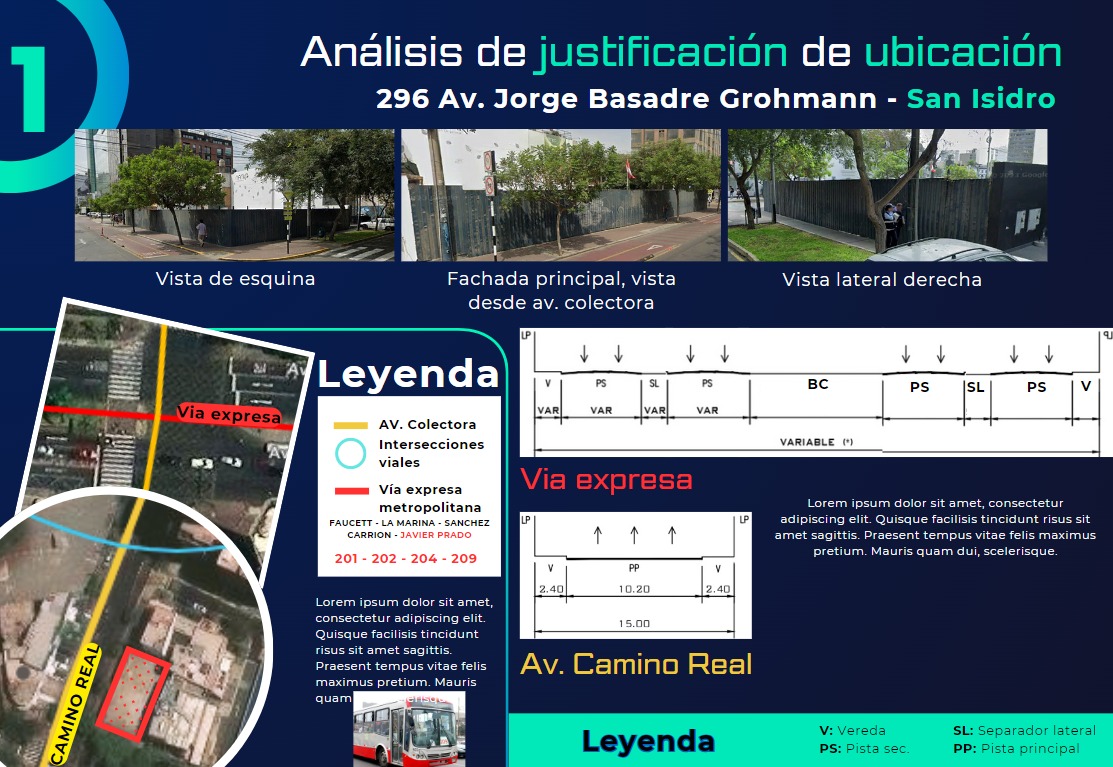 1
Análisis de justificación de ubicación
296 Av. Jorge Basadre Grohmann - San Isidro
Vista de esquina
Fachada principal, vista
desde av. colectora
Vista lateral derecha
Via expresa
Av
Av
CAMINO REAL
Leyenda
AV. Colectora
Intersecciones
viales
Vía expresa
metropolitana
FAUCETT - LA MARINA - SANCHEZ
CARRION - JAVIER PRADO
201 - 202 - 204 - 209
Lorem ipsum dolor sit amet,
consectetur adipiscing elit.
Quisque facilisis tincidunt
risus sit amet sagittis.
Praesent tempus vitae felis
maximus pretium. Mauris
quam
LP
V PS SL PS BC PS SL PS V
VAR VAR VAR VAR
VARIABLE (*)
Via expresa
LP LP
V PP V
2.40 10.20 2.40
15.00
Av. Camino Real
Lorem ipsum dolor sit amet, consectetur
adipiscing elit. Quisque facilisis tincidunt risus sit
amet sagittis. Praesent tempus vitae felis maximus
pretium. Mauris quam dui, scelerisque.
Leyenda
V: Vereda
PS: Pista sec.
SL: Separador lateral
PP: Pista principal